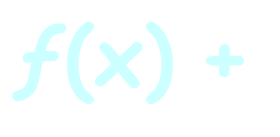 f(x) +